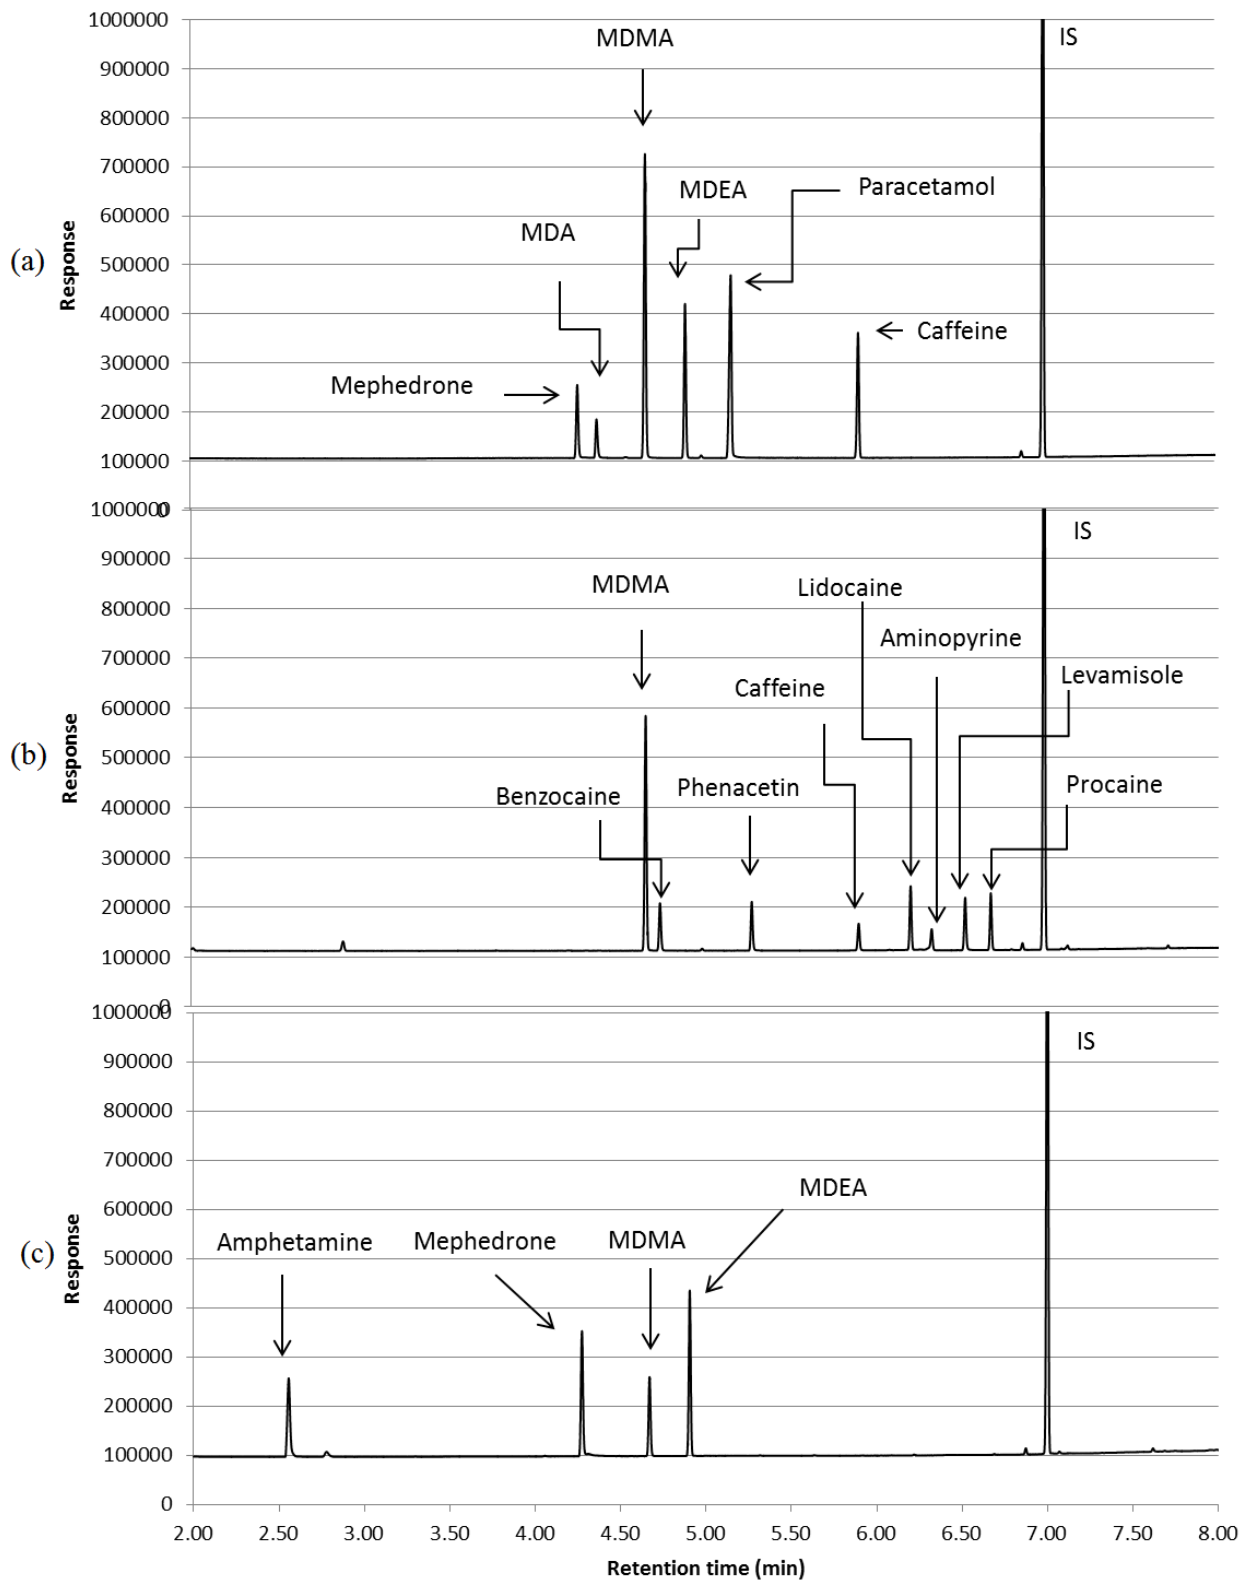 1000000
MDMA
IS
900000
800000
700000
MDEA
Paracetamol
600000
MDA
500000
(a)
Response
400000
Caffeine
300000
Mephedrone
200000
100000
0
1000000
IS
900000
MDMA
Lidocaine
800000
Aminopyrine
700000
Levamisole
Caffeine
600000
(b)
Response
500000
Phenacetin
Procaine
Benzocaine
400000
300000
200000
100000
0
1000000
IS
900000
800000
700000
MDEA
600000
Amphetamine
Mephedrone
MDMA
(c)
Response
500000
400000
300000
200000
100000
0
2.00 2.50 3.00 3.50 4.00 4.50 5.00 5.50 6.00 6.50 7.00 7.50 8.00
Retention time (min)